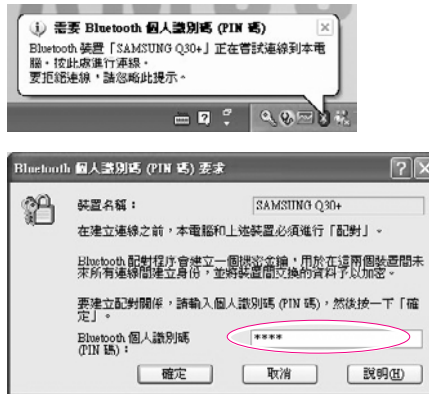 需要 Bluetooth 個人識別碼 (PIN 碼)
Bluetooth 裝置「SAMSUNG Q30+」正在嘗試連線到本電
腦。按此處進行連線。
要拒絕連線，請忽略此提示。
Bluetooth 個人識別碼 (PIN 碼) 要求
裝置名稱：
SAMSUNG Q30+
在建立連線之前，本電腦和上述裝置必須進行「配對」。
Bluetooth 配對程序會建立一個機密金鑰，用於在這兩個裝置間未
來所有連線間建立身份，並將裝置間交換的資料予以加密。
要建立配對關係，請輸入個人識別碼 (PIN 碼)，然後按一下「確
定」。
Bluetooth 個人識別碼
(PIN 碼)：
****
確定
取消
說明(H)